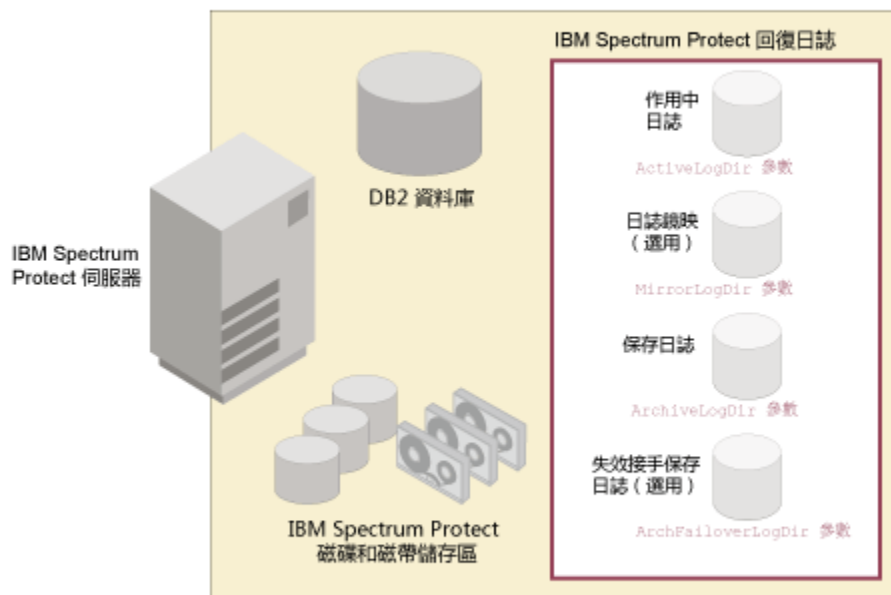 IBM Spectrum Protect 回復日誌
作用中
日誌
ActiveLogDir 參數
DB2 資料庫
日誌鏡映
（選用）
MirrorLogDir 參數
IBM Spectrum
Protect 伺服器
保存日誌
ArchiveLogDir 參數
失效接手保存
日誌（選用）
ArchFailoverLogDir 參數
IBM Spectrum Protect
磁碟和磁帶儲存區